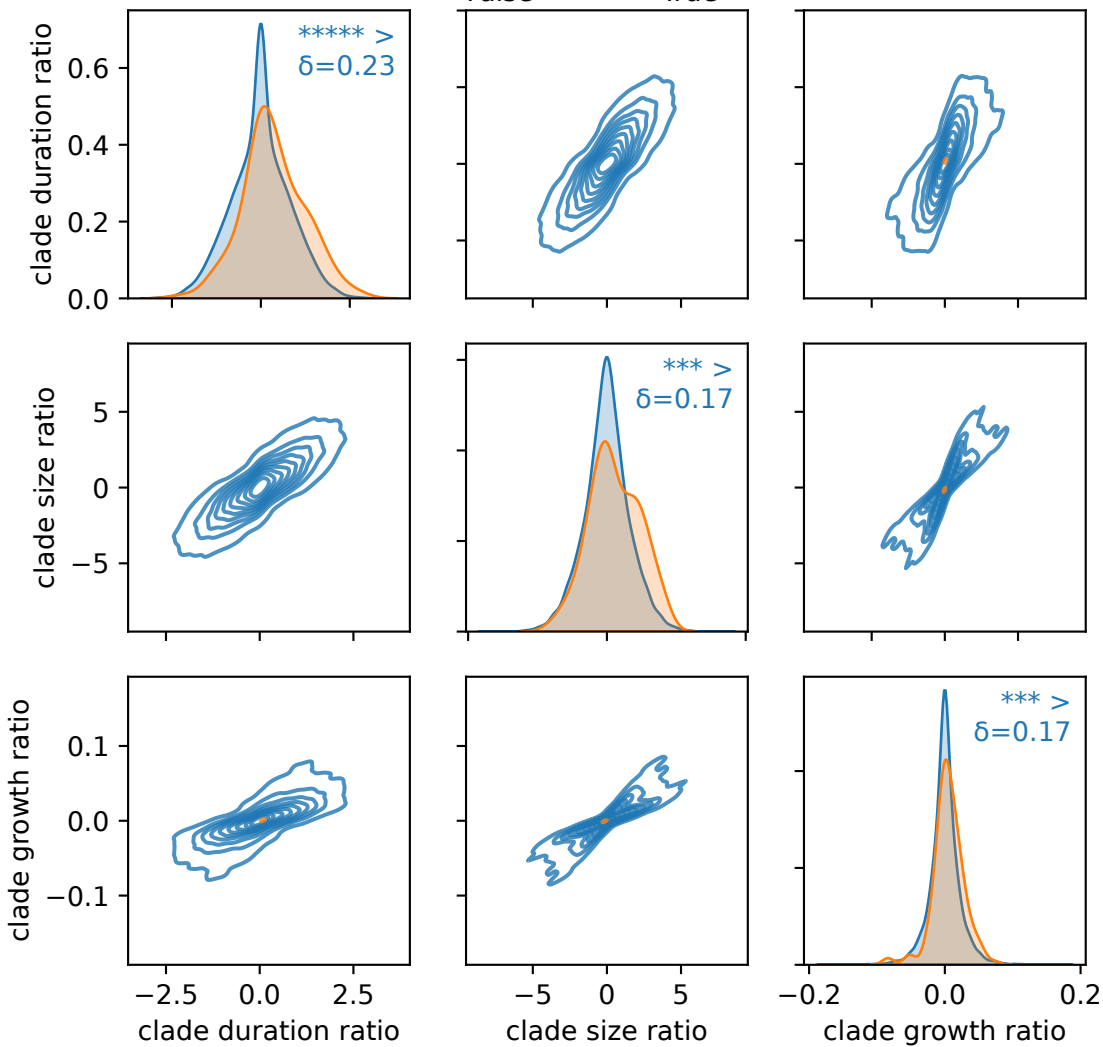 clade duration ratio
0.6
0.4
0.2
0.0
***** >
δ=0.23
clade size ratio
5
0
−5
*** >
δ=0.17
clade growth ratio
0.1
0.0
−0.1
*** >
δ=0.17
−2.5 0.0 2.5
−5 0 5
−0.2 0.0 0.2
clade duration ratio
clade size ratio
clade growth ratio